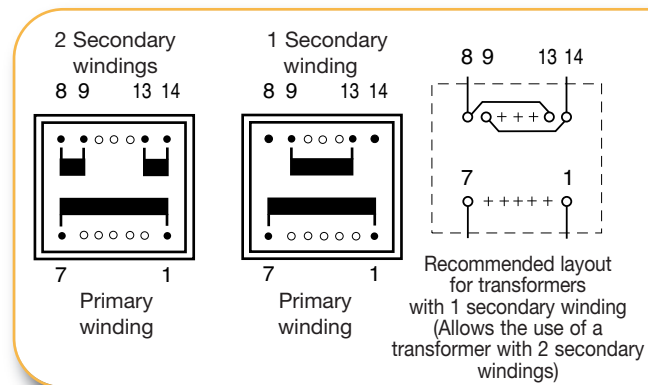 2 Secondary
windings
8 9 13 14
7 1
Primary
winding
1 Secondary
winding
8 9 13 14
7 1
Primary
winding
8 9 13 14
+ + +
7 1
+ + + + +
Recommended layout
for transformers
with 1 secondary winding
(Allows the use of a
transformer with 2 secondary
windings)